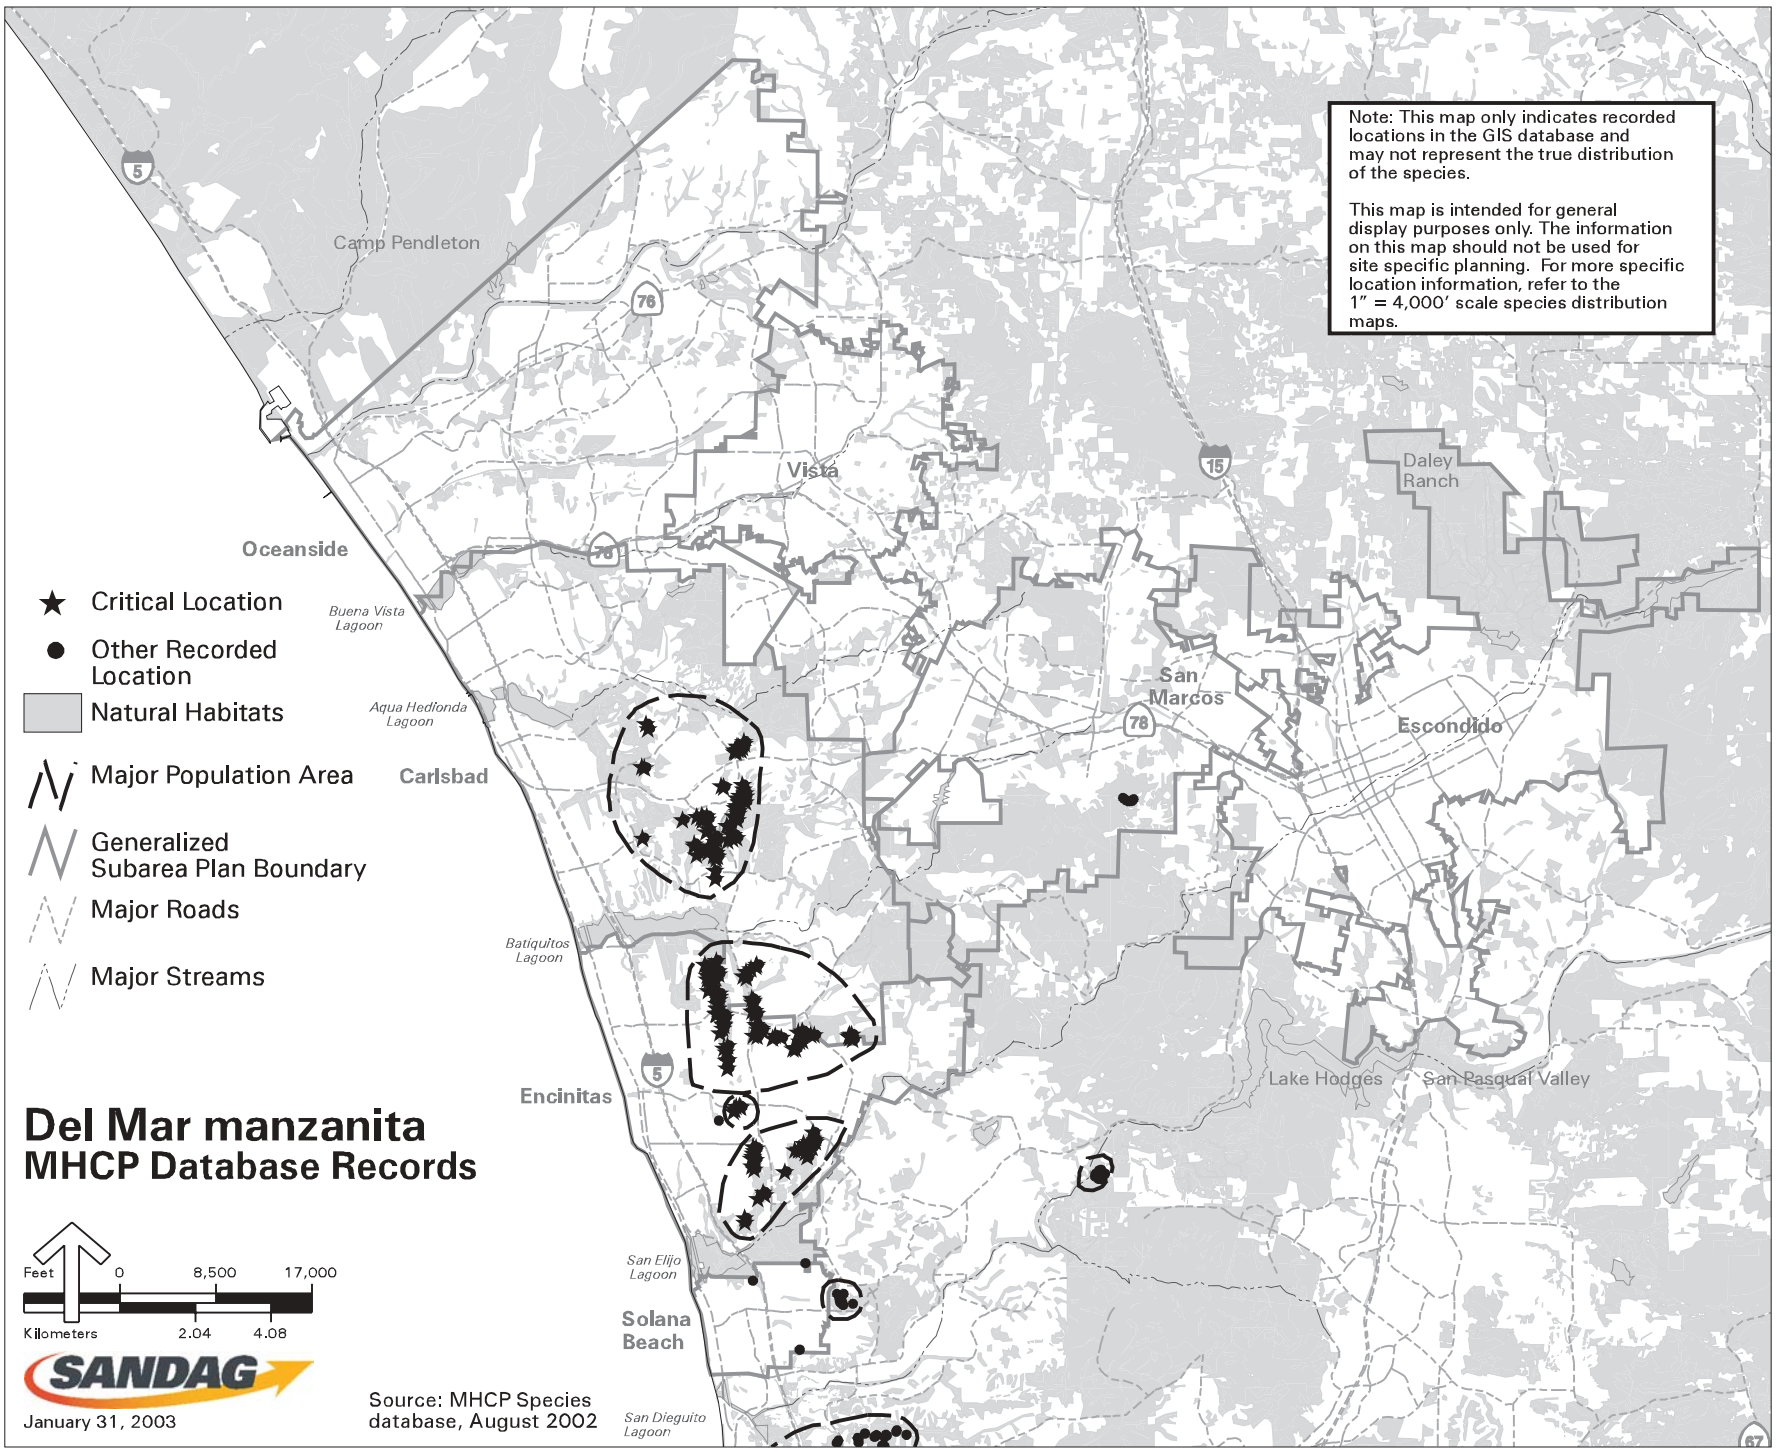 Note: This map only indicates recorded
locations in the GIS database and
may not represent the true distribution
of the species.
This map is intended for general
display purposes only. The information
on this map should not be used for
site specific planning. For more specific
location information, refer to the
1” = 4,000’ scale species distribution
maps.
5
Camp Pendleton
76
Vista
15
Daley
Ranch
Oceanside
78
Critical Location
Other Recorded
Location
Natural Habitats
Major Population Area
Generalized
Subarea Plan Boundary
Major Roads
Major Streams
Buena Vista
Lagoon
Aqua Hedionda
Lagoon
Carlsbad
San
Marcos
78
Escondido
Batiquitos
Lagoon
5
Encinitas
Lake Hodges
San Pasqual Valley
Del Mar manzanita
MHCP Database Records
San Elijo
Lagoon
Solana
Beach
San Dieguito
Lagoon
67
Feet 0 8,500 17,000
Kilometers 2.04 4.08
SANDAG
January 31, 2003
Source: MHCP Species
database, August 2002